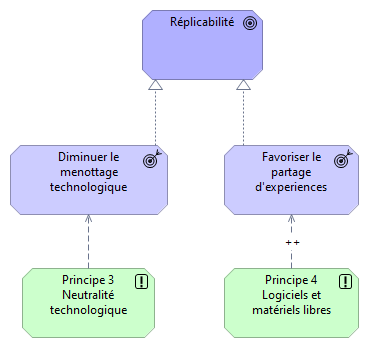 Réplicabilité
Diminuer le
menottage
technologique
Favoriser le
partage
d'experiences
++
Principe 3
Neutralité
technologique
Principe 4
Logiciels et
matériels libres